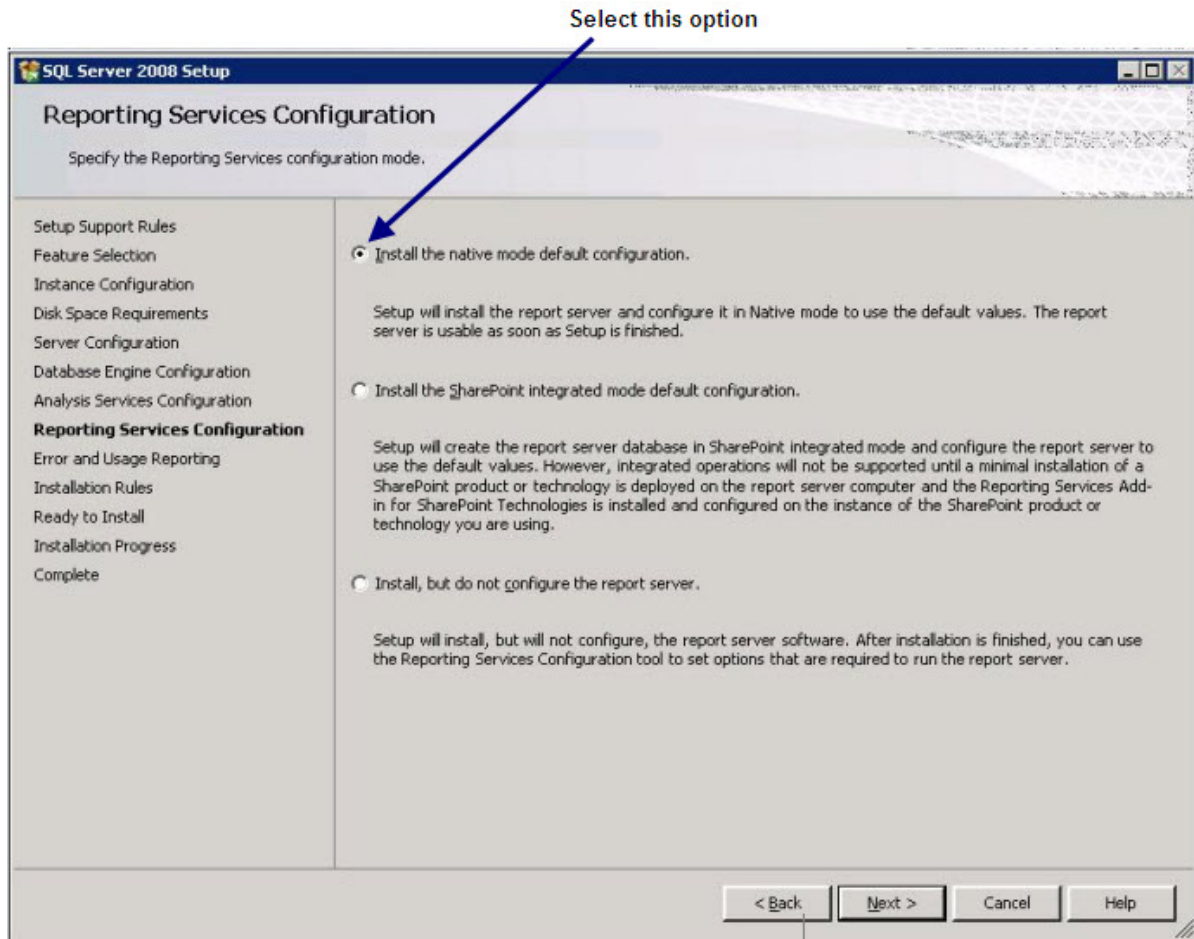 Select this option
SQL Server 2008 Setup
Reporting Services Configuration
Specify the Reporting Services configuration mode.
Setup Support Rules
Feature Selection
Instance Configuration
Disk Space Requirements
Server Configuration
Database Engine Configuration
Analysis Services Configuration
Reporting Services Configuration
Error and Usage Reporting
Installation Rules
Ready to Install
Installation Progress
Complete
Install the native mode default configuration.
Setup will install the report server and configure it in Native mode to use the default values. The report
server is usable as soon as Setup is finished.
Install the SharePoint integrated mode default configuration.
Setup will create the report server database in SharePoint integrated mode and configure the report server to
use the default values. However, integrated operations will not be supported until a minimal installation of a
SharePoint product or technology is deployed on the report server computer and the Reporting Services Add-
in for SharePoint Technologies is installed and configured on the instance of the SharePoint product or
technology you are using.
Install, but do not configure the report server.
Setup will install, but will not configure, the report server software. After installation is finished, you can use
the Reporting Services Configuration tool to set options that are required to run the report server.
< Back
Next >
Cancel
Help